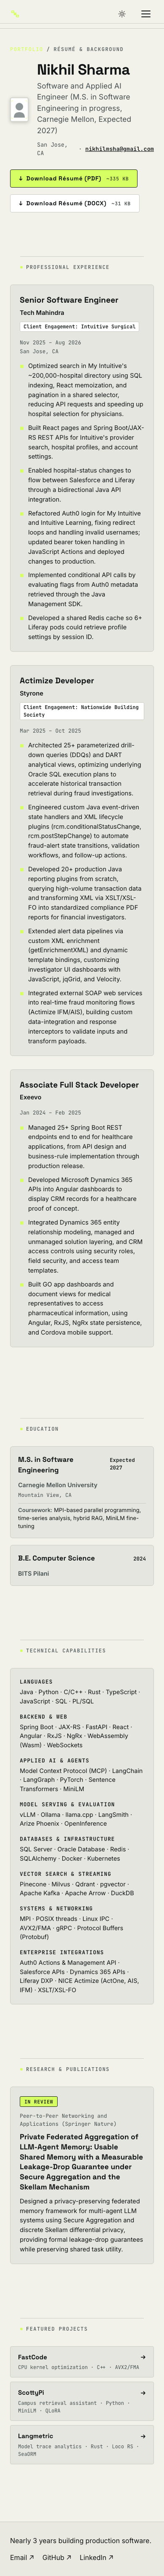 PORTFOLIO / RÉSUMÉ & BACKGROUND
Nikhil Sharma
Software and Applied AI
Engineer (M.S. in Software
Engineering in progress,
Carnegie Mellon, Expected
2027)
San Jose,
CA
· nikhilmsha@gmail.com
↓ Download Résumé (PDF) ~335 KB
↓ Download Résumé (DOCX) ~31 KB
PROFESSIONAL EXPERIENCE
Senior Software Engineer
Tech Mahindra
Client Engagement: Intuitive Surgical
Nov 2025 – Aug 2026
San Jose, CA
Optimized search in My Intuitive's
~200,000-hospital directory using SQL
indexing, React memoization, and
pagination in a shared selector,
reducing API requests and speeding up
hospital selection for physicians.
Built React pages and Spring Boot/JAX-
RS REST APIs for Intuitive's provider
search, hospital profiles, and account
settings.
Enabled hospital-status changes to
flow between Salesforce and Liferay
through a bidirectional Java API
integration.
Refactored Auth0 login for My Intuitive
and Intuitive Learning, fixing redirect
loops and handling invalid usernames;
updated bearer token handling in
JavaScript Actions and deployed
changes to production.
Implemented conditional API calls by
evaluating flags from Auth0 metadata
retrieved through the Java
Management SDK.
Developed a shared Redis cache so 6+
Liferay pods could retrieve profile
settings by session ID.
Actimize Developer
Styrone
Client Engagement: Nationwide Building
Society
Mar 2025 – Oct 2025
Architected 25+ parameterized drill-
down queries (DDQs) and DART
analytical views, optimizing underlying
Oracle SQL execution plans to
accelerate historical transaction
retrieval during fraud investigations.
Engineered custom Java event-driven
state handlers and XML lifecycle
plugins (rcm.conditionalStatusChange,
rcm.postStepChange) to automate
fraud-alert state transitions, validation
workflows, and follow-up actions.
Developed 20+ production Java
reporting plugins from scratch,
querying high-volume transaction data
and transforming XML via XSLT/XSL-
FO into standardized on-demand PDF
reports for financial investigators.
Extended alert data pipelines via
custom XML enrichment
(getEnrichmentXML) and dynamic
template bindings, customizing
investigator UI dashboards with
JavaScript, jqGrid, and Velocity.
Integrated external SOAP web services
into real-time fraud monitoring flows
(Actimize IFM/AIS), building custom
data-integration and response
interceptors to validate inputs and
transform payloads.
Associate Full Stack Developer
Exeevo
Jan 2024 – Feb 2025
Managed 25+ Spring Boot REST
endpoints end to end for healthcare
applications, from API design and
business-rule implementation through
production release.
Developed Microsoft Dynamics 365
APIs into Angular dashboards to
display CRM records for a healthcare
proof of concept.
Integrated Dynamics 365 entity
relationship modeling, managed and
unmanaged solution layering, and CRM
access controls using security roles,
field security, and access team
templates.
Built GO app dashboards and
document views for medical
representatives to access
pharmaceutical information, using
Angular, RxJS, NgRx state persistence,
and Cordova mobile support.
EDUCATION
M.S. in Software
Engineering
Expected
2027
Carnegie Mellon University
Mountain View, CA
Coursework: MPI-based parallel programming,
time-series analysis, hybrid RAG, MiniLM fine-
tuning
B.E. Computer Science 2024
BITS Pilani
TECHNICAL CAPABILITIES
LANGUAGES
Java · Python · C/C++ · Rust · TypeScript ·
JavaScript · SQL · PL/SQL
BACKEND & WEB
Spring Boot · JAX-RS · FastAPI · React ·
Angular · RxJS · NgRx · WebAssembly
(Wasm) · WebSockets
APPLIED AI & AGENTS
Model Context Protocol (MCP) · LangChain
· LangGraph · PyTorch · Sentence
Transformers · MiniLM
MODEL SERVING & EVALUATION
vLLM · Ollama · llama.cpp · LangSmith ·
Arize Phoenix · OpenInference
DATABASES & INFRASTRUCTURE
SQL Server · Oracle Database · Redis ·
SQLAlchemy · Docker · Kubernetes
VECTOR SEARCH & STREAMING
Pinecone · Milvus · Qdrant · pgvector ·
Apache Kafka · Apache Arrow · DuckDB
SYSTEMS & NETWORKING
MPI · POSIX threads · Linux IPC ·
AVX2/FMA · gRPC · Protocol Buffers
(Protobuf)
ENTERPRISE INTEGRATIONS
Auth0 Actions & Management API ·
Salesforce APIs · Dynamics 365 APIs ·
Liferay DXP · NICE Actimize (ActOne, AIS,
IFM) · XSLT/XSL-FO
RESEARCH & PUBLICATIONS
IN REVIEW
Peer-to-Peer Networking and
Applications (Springer Nature)
Private Federated Aggregation of
LLM-Agent Memory: Usable
Shared Memory with a Measurable
Leakage-Drop Guarantee under
Secure Aggregation and the
Skellam Mechanism
Designed a privacy-preserving federated
memory framework for multi-agent LLM
systems using Secure Aggregation and
discrete Skellam differential privacy,
providing formal leakage-drop guarantees
while preserving shared task utility.
FEATURED PROJECTS
FastCode →
CPU kernel optimization · C++ · AVX2/FMA
ScottyPi →
Campus retrieval assistant · Python ·
MiniLM · QLoRA
Langmetric →
Model trace analytics · Rust · Loco RS ·
SeaORM
Nearly 3 years building production software.
Email ↗ GitHub ↗ LinkedIn ↗